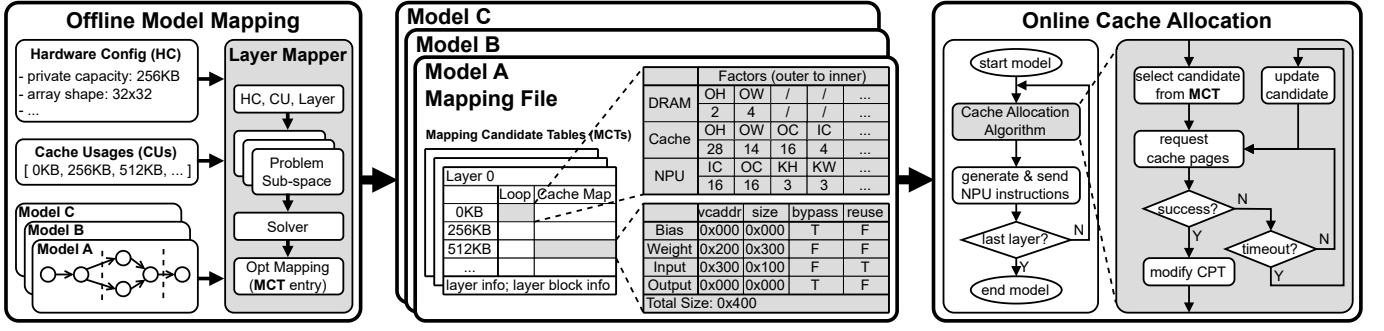 Offline Model Mapping
Hardware Config (HC)
- private capacity: 256KB
- array shape: 32x32
- ...
Cache Usages (CUs)
[ 0KB, 256KB, 512KB, ... ]
Model C
Model B
Model A
Layer Mapper
HC, CU, Layer
Problem
Sub-space
Solver
Opt Mapping
(MCT entry)
Model C
Model B
Model A
Mapping File
Mapping Candidate Tables (MCTs)
Layer 0
Loop Cache Map
0KB
256KB
512KB
...
layer info; layer block info
Factors (outer to inner)
DRAM OH OW / / ...
2 4 / / ...
Cache OH OW OC IC ...
28 14 16 4 ...
NPU IC OC KH KW ...
16 16 3 3 ...
vcaddr size bypass reuse
Bias 0x000 0x000 T F
Weight 0x200 0x300 F F
Input 0x300 0x100 F T
Output 0x000 0x000 T F
Total Size: 0x400
Online Cache Allocation
start model
Cache Allocation
Algorithm
generate & send
NPU instructions
last layer?
N
Y
end model
select candidate
from MCT
update
candidate
request
cache pages
success?
N
Y
timeout?
N
Y
modify CPT